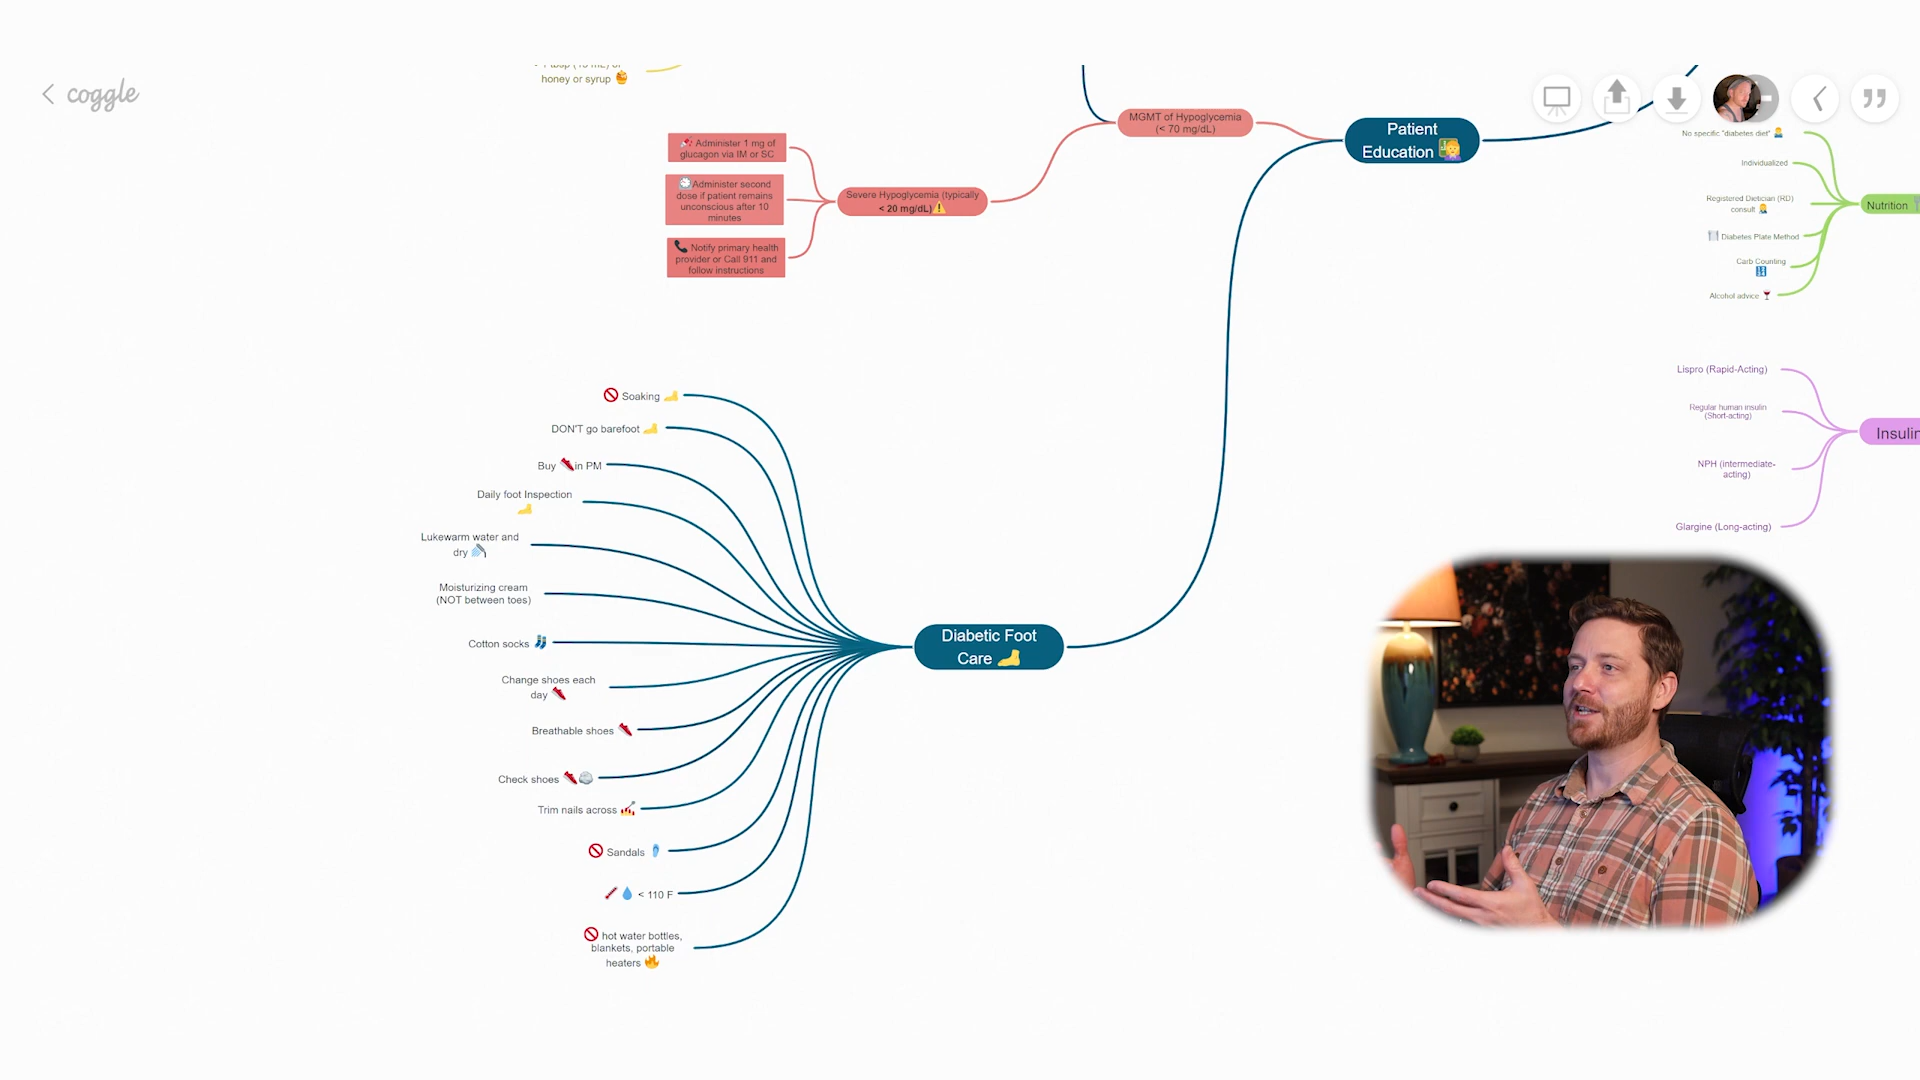 coggle
honey or syrup
MGMT of Hypoglycemia
(< 70 mg/dL)
Patient
Education
Administer 1 mg of
glucagon via IM or SC
Administer second
dose if patient remains
unconscious after 10
minutes
Notify primary health
provider or Call 911 and
follow instructions
Severe Hypoglycemia (typically
< 20 mg/dL)
No specific "diabetes diet"
Individualized
Registered Dietician (RD)
consult
Diabetes Plate Method
Carb Counting
Alcohol advice
Nutrition
Lispro (Rapid-Acting)
Regular human insulin
(Short-acting)
NPH (intermediate-
acting)
Glargine (Long-acting)
Insulin
Soaking
DON'T go barefoot
Buy in PM
Daily foot Inspection
Lukewarm water and
dry
Moisturizing cream
(NOT between toes)
Cotton socks
Change shoes each
day
Breathable shoes
Check shoes
Trim nails across
Sandals
< 110 F
hot water bottles,
blankets, portable
heaters
Diabetic Foot
Care